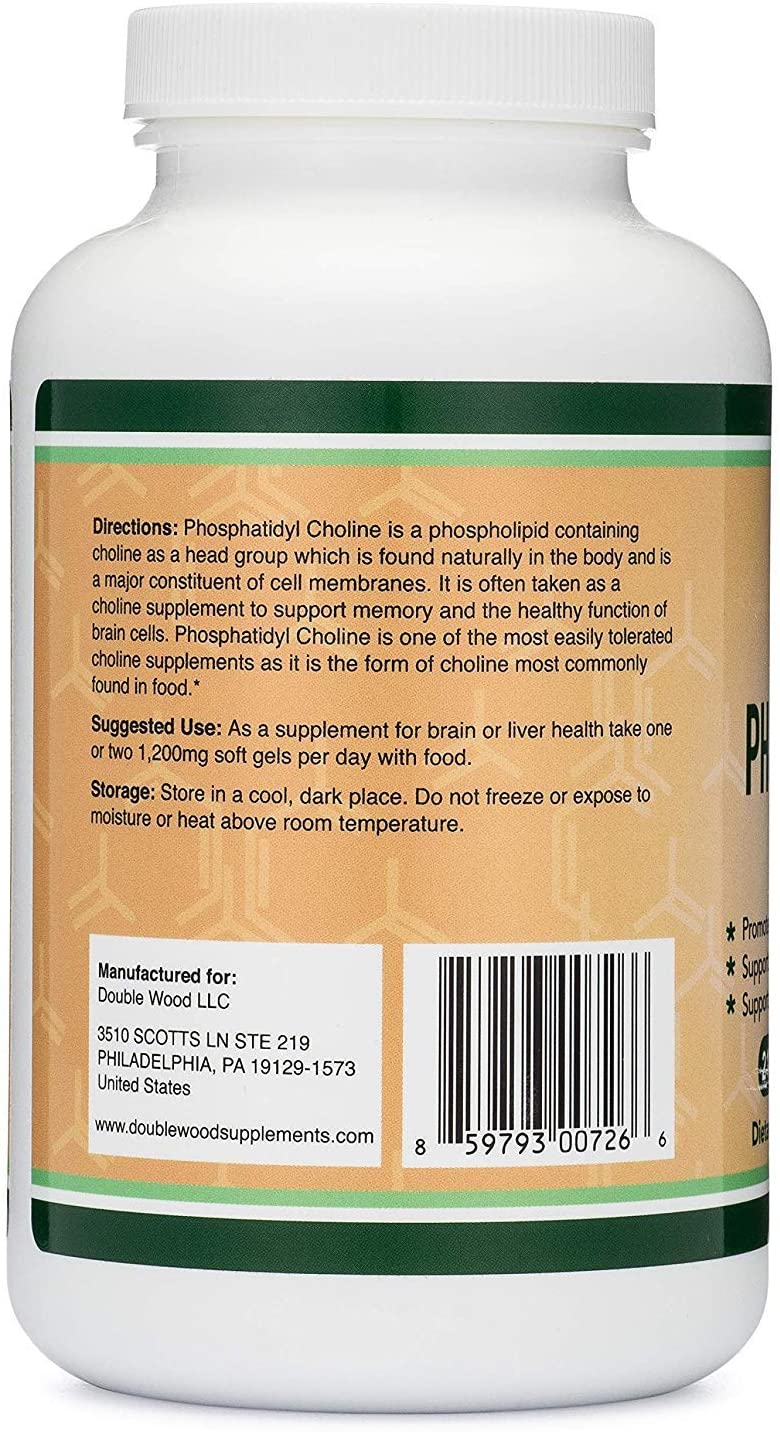 Directions: Phosphatidyl Choline is a phospholipid containing
choline as a head group which is found naturally in the body and is
a major constituent of cell membranes. It is often taken as a
choline supplement to support memory and the healthy function of
brain cells. Phosphatidyl Choline is one of the most easily tolerated
choline supplements as it is the form of choline most commonly
found in food.*
Suggested Use: As a supplement for brain or liver health take one
or two 1,200mg soft gels per day with food.
Storage: Store in a cool, dark place. Do not freeze or expose to
moisture or heat above room temperature.
Manufactured for:
Double Wood LLC
3510 SCOTTS LN STE 219
PHILADELPHIA, PA 19129-1573
United States
www.doublewoodsupplements.com
8 59793 00726 6
PH
* Promote
* Support
* Support
Dieta